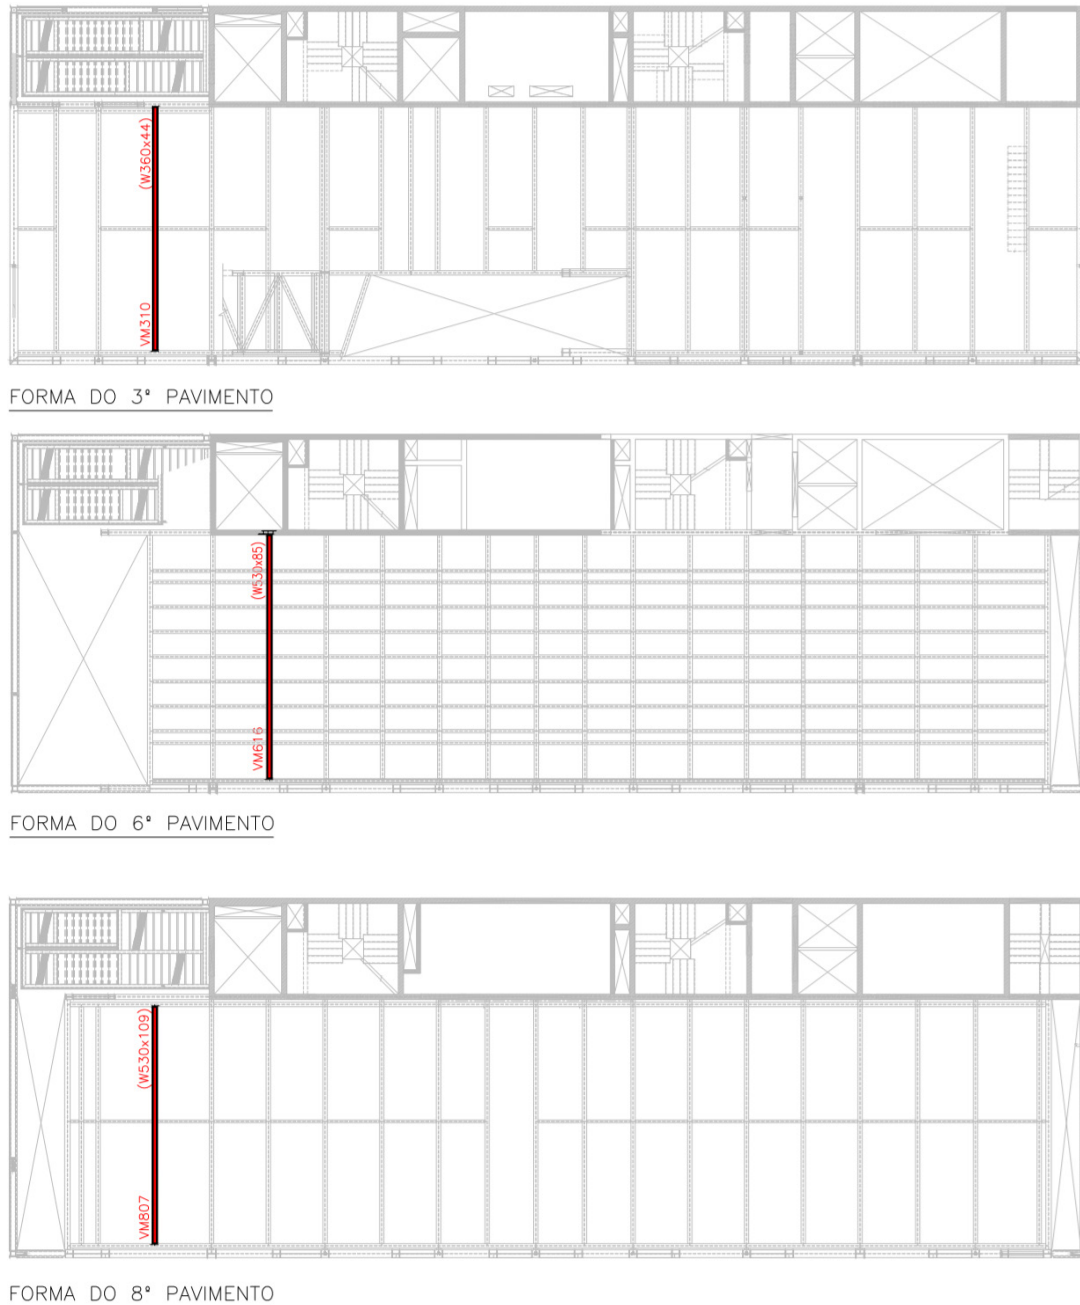 (W360x44)
VM310
FORMA DO 3º PAVIMENTO
(W530x85)
VM616
FORMA DO 6º PAVIMENTO
(W530x109)
VM807
FORMA DO 8º PAVIMENTO